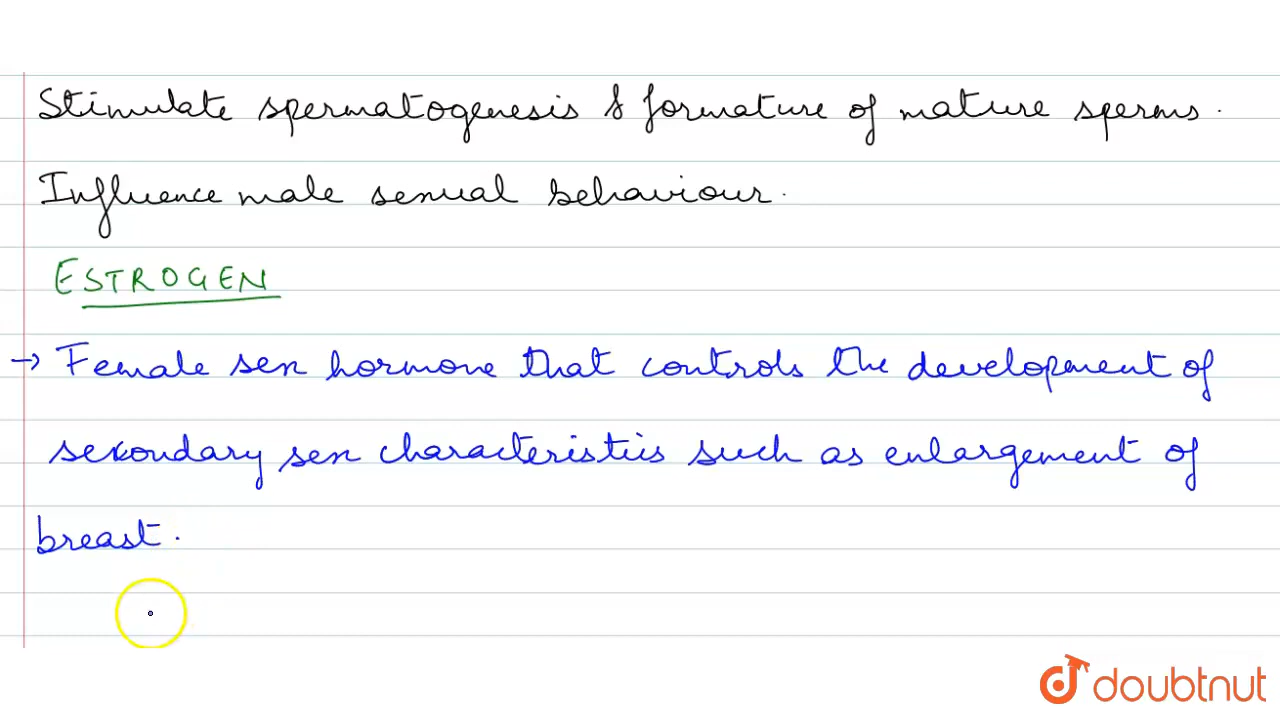 Stimulate spermatogenesis & formature of mature sperms.
Influence male sexual behaviour.
ESTROGEN
→ Female sex hormone that controls the development of
secondary sex characteristics such as enlargement of
breast.
doubtnut